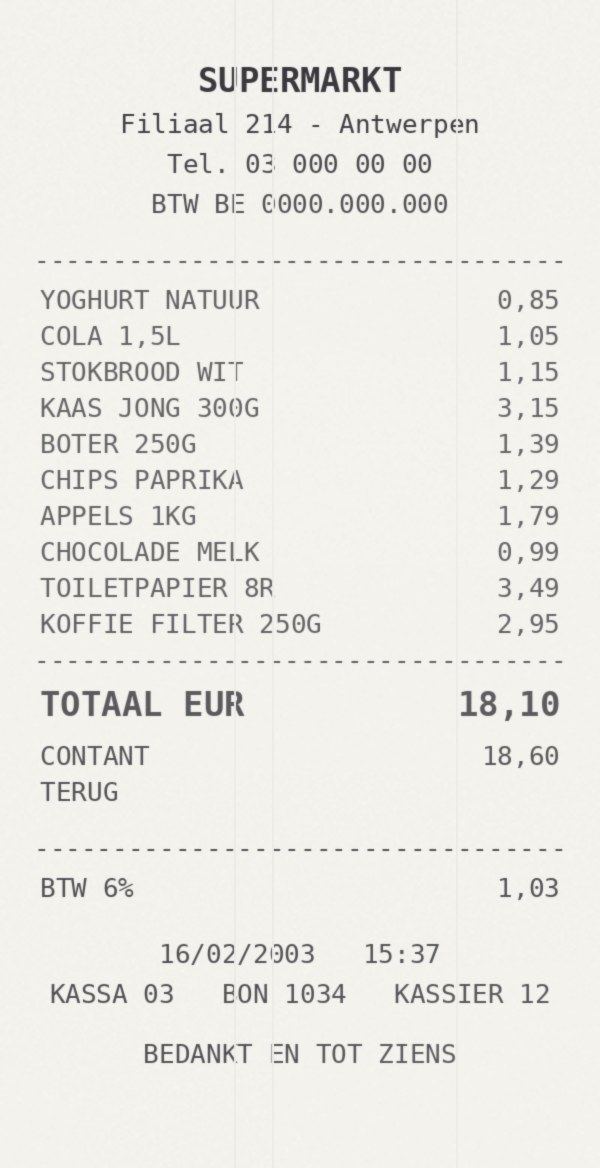 SUPERMARKT
Filiaal 214 - Antwerpen
Tel. 03 000 00 00
BTW BE 0000.000.000
----------------------------------
YOGHURT NATUUR 0,85
COLA 1,5L 1,05
STOKBROOD WIT 1,15
KAAS JONG 300G 3,15
BOTER 250G 1,39
CHIPS PAPRIKA 1,29
APPELS 1KG 1,79
CHOCOLADE MELK 0,99
TOILETPAPIER 8R 3,49
KOFFIE FILTER 250G 2,95
----------------------------------
TOTAAL EUR 18,10
CONTANT 18,60
TERUG
----------------------------------
BTW 6% 1,03
16/02/2003 15:37
KASSA 03 BON 1034 KASSIER 12
BEDANKT EN TOT ZIENS